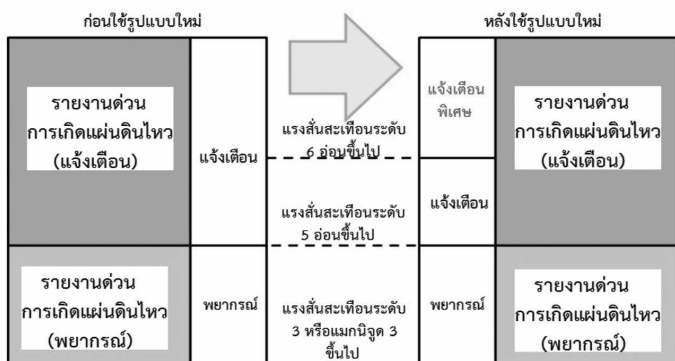 ก่อนใช้รูปแบบใหม่
หลังใช้รูปแบบใหม่
รายงานด่วน
การเกิดแผ่นดินไหว
(แจ้งเตือน)
แจ้งเตือน
แรงสั่นสะเทือนระดับ
6 อ่อนขึ้นไป
แรงสั่นสะเทือนระดับ
5 อ่อนขึ้นไป
แจ้งเตือน
พิเศษ
แจ้งเตือน
รายงานด่วน
การเกิดแผ่นดินไหว
(แจ้งเตือน)
รายงานด่วน
การเกิดแผ่นดินไหว
(พยากรณ์)
พยากรณ์
แรงสั่นสะเทือนระดับ
3 หรือแมกนิจูด 3
ขึ้นไป
พยากรณ์
รายงานด่วน
การเกิดแผ่นดินไหว
(พยากรณ์)